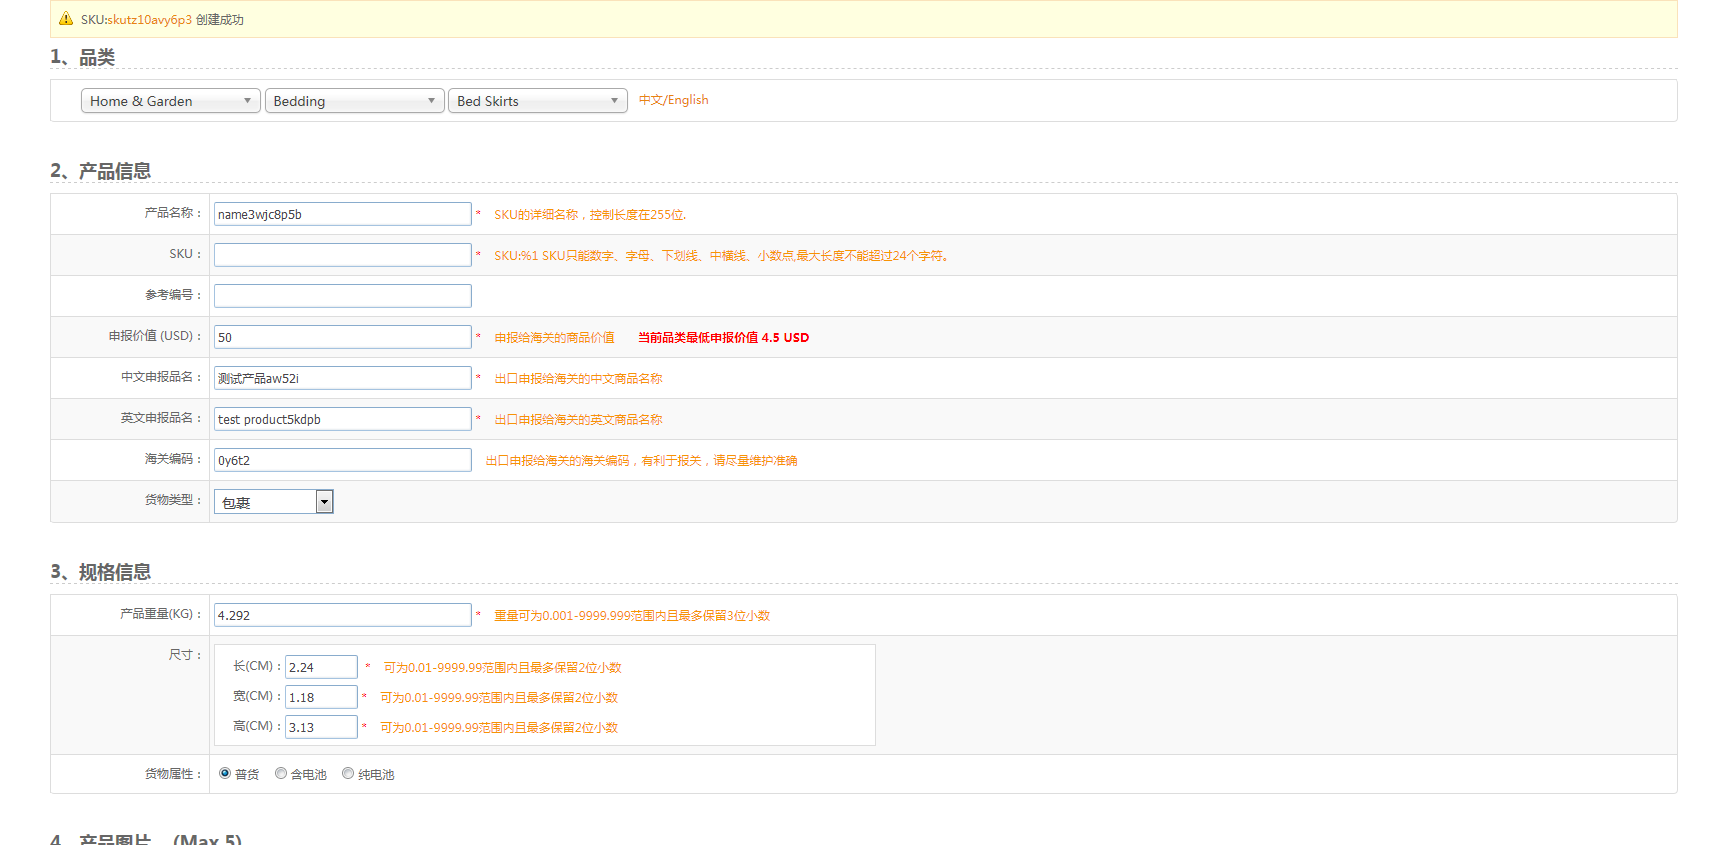 SKU:skutz10avy6p3 创建成功
1、品类
Home & Garden Bedding Bed Skirts 中文/English
2、产品信息
产品名称： name3wjc8p5b * SKU的详细名称，控制长度在255位.
SKU： * SKU:%1 SKU只能数字、字母、下划线、中横线、小数点,最大长度不能超过24个字符。
参考编号：
申报价值 (USD)： 50 * 申报给海关的商品价值 当前品类最低申报价值 4.5 USD
中文申报品名： 测试产品aw52i * 出口申报给海关的中文商品名称
英文申报品名： test product5kdpb * 出口申报给海关的英文商品名称
海关编码： 0y6t2 出口申报给海关的海关编码，有利于报关，请尽量维护准确
货物类型： 包裹
3、规格信息
产品重量(KG)： 4.292 * 重量可为0.001-9999.999范围内且最多保留3位小数
尺寸：
长(CM)： 2.24 * 可为0.01-9999.99范围内且最多保留2位小数
宽(CM)： 1.18 * 可为0.01-9999.99范围内且最多保留2位小数
高(CM)： 3.13 * 可为0.01-9999.99范围内且最多保留2位小数
货物属性： 普货 含电池 纯电池
4、产品图片 (Max 5)